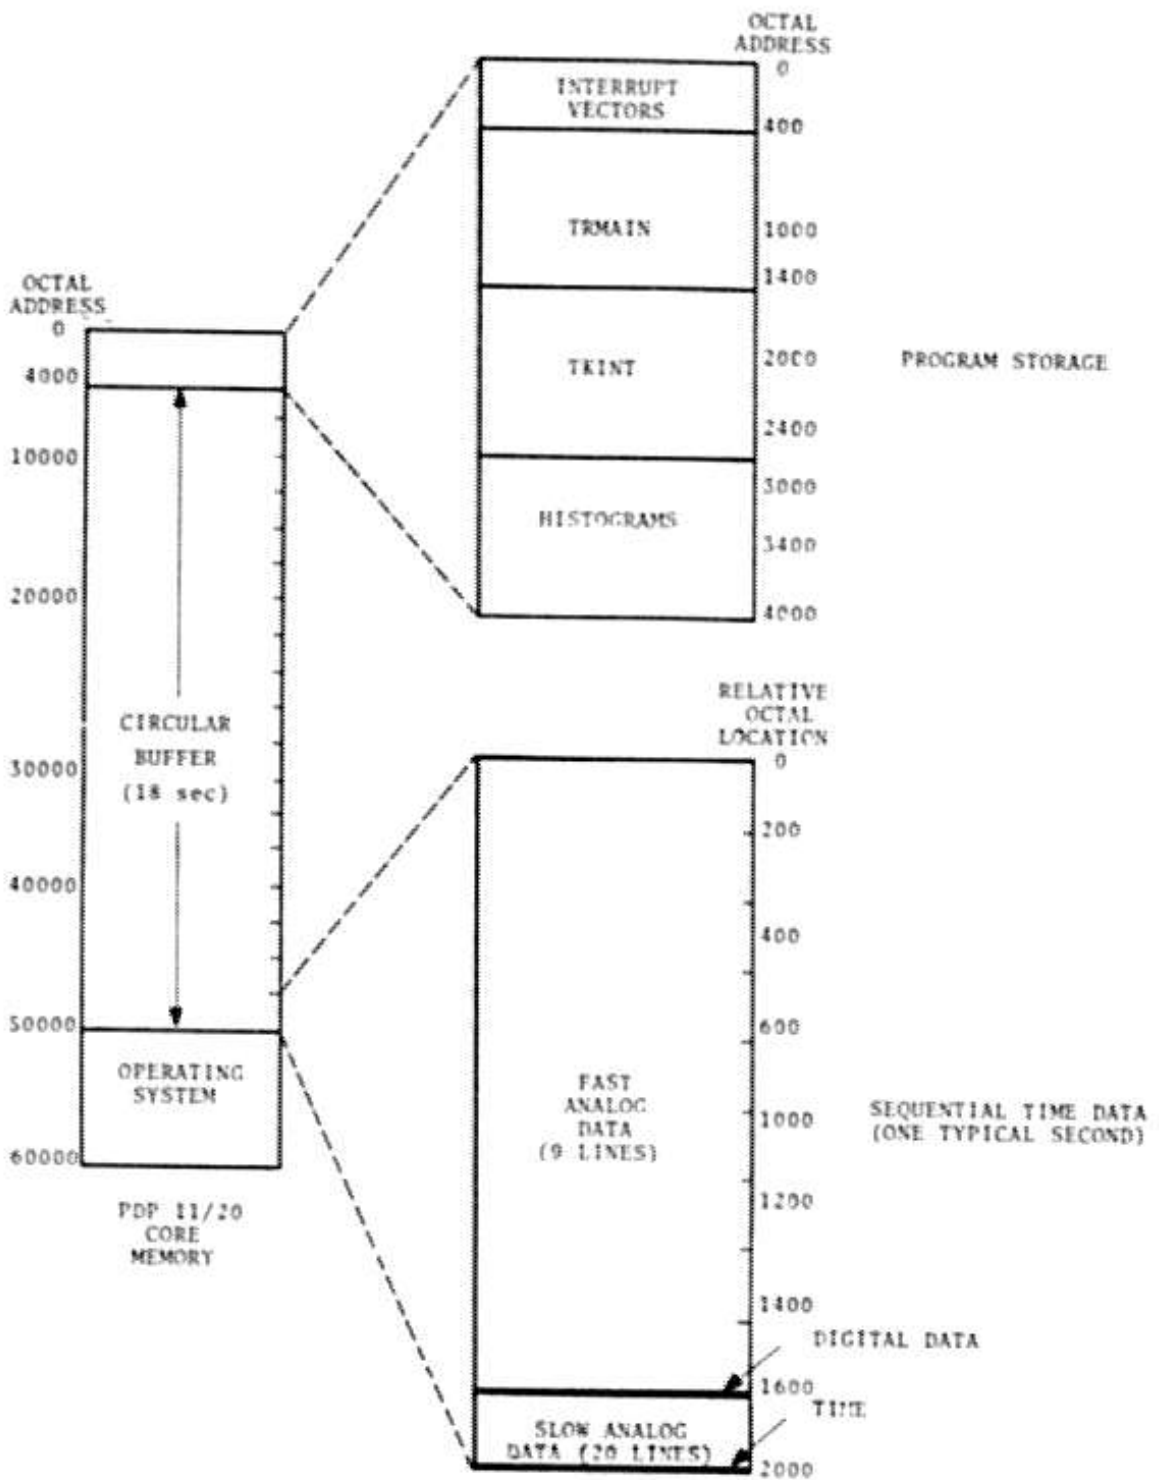 OCTAL
ADDRESS
0
INTERRUPT
VECTORS
400
TRMAIN
1000
1400
TKINT
2000
2400
HISTOGRAMS
3000
3400
4000
PROGRAM STORAGE
OCTAL
ADDRESS
0
4000
10000
20000
CIRCULAR
BUFFER
(18 sec)
30000
40000
50000
OPERATING
SYSTEM
60000
PDP 11/20
CORE
MEMORY
RELATIVE
OCTAL
LOCATION
0
200
400
600
FAST
ANALOG
DATA
(9 LINES)
1000
1200
1400
DIGITAL DATA
1600
TIME
SLOW ANALOG
DATA (20 LINES)
2000
SEQUENTIAL TIME DATA
(ONE TYPICAL SECOND)